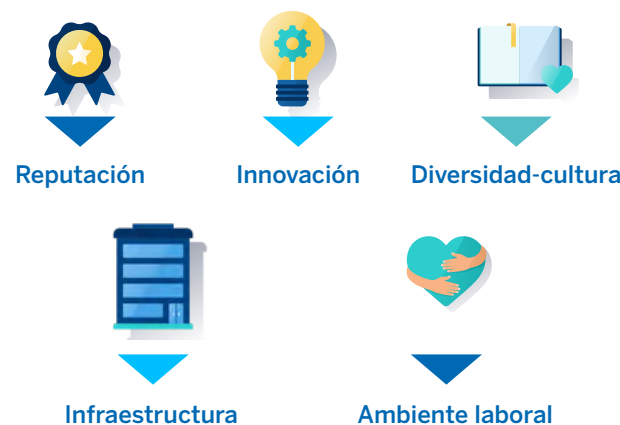 Reputación
Innovación
Diversidad-cultura
Infraestructura
Ambiente laboral